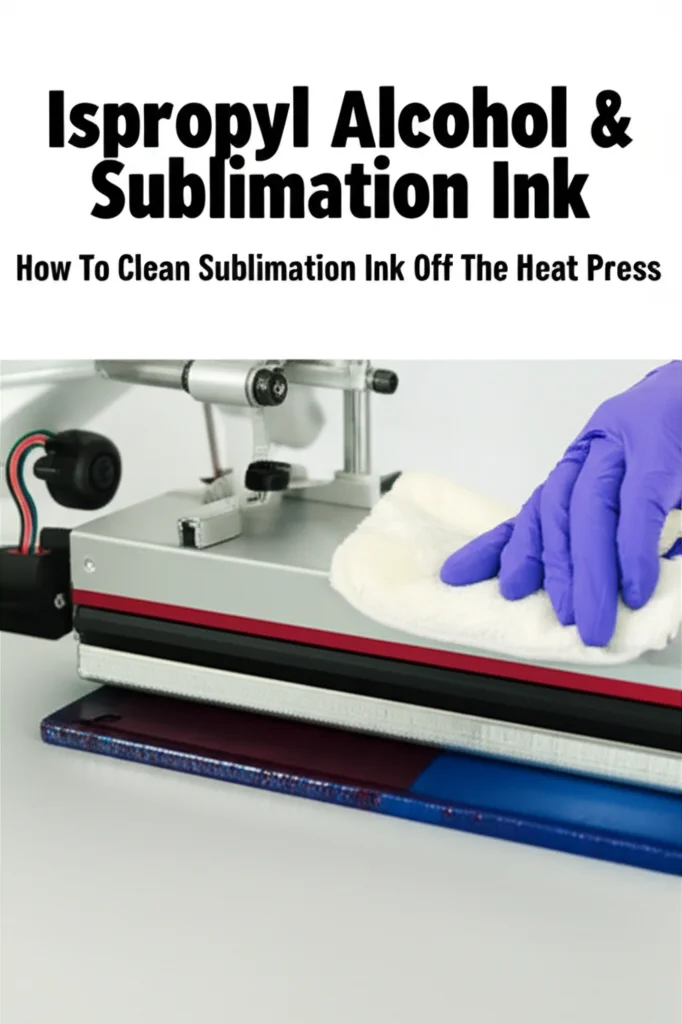 Ispropyl Alcohol &
Sublimation Ink
How To Clean Sublimation Ink Off The Heat Press